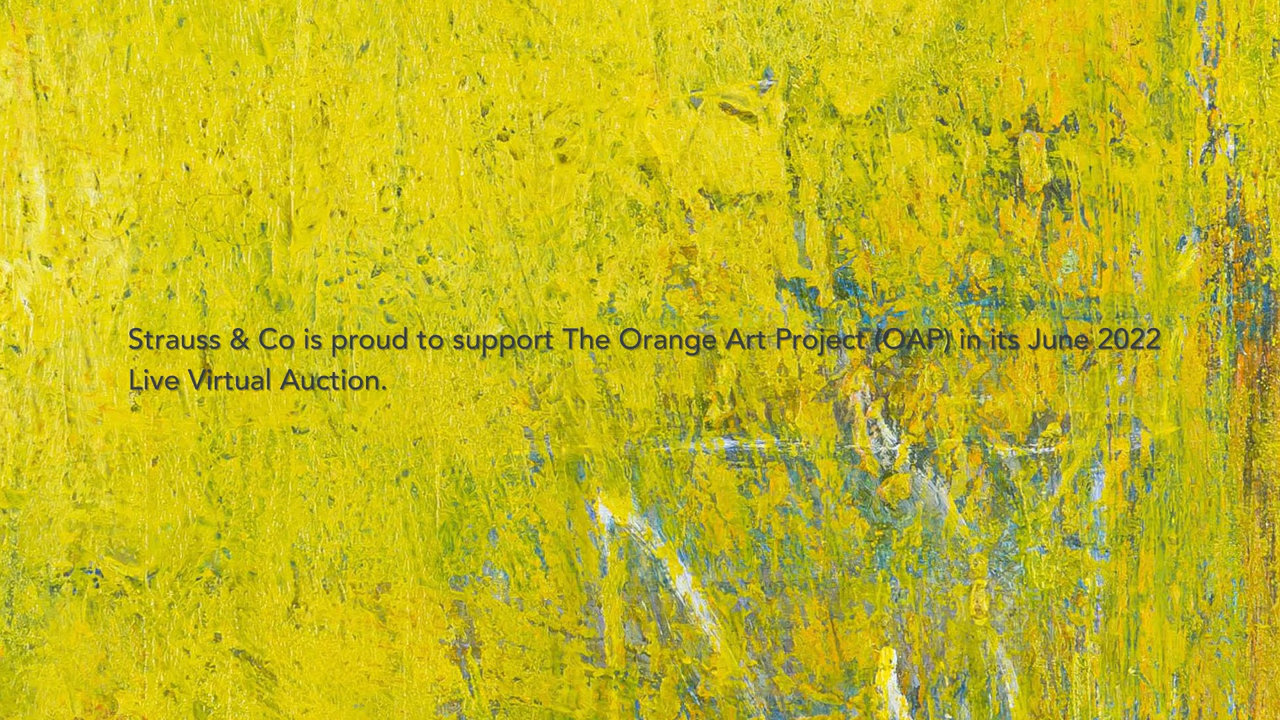 Strauss & Co is proud to support The Orange Art Project (OAP) in its June 2022
Live Virtual Auction.